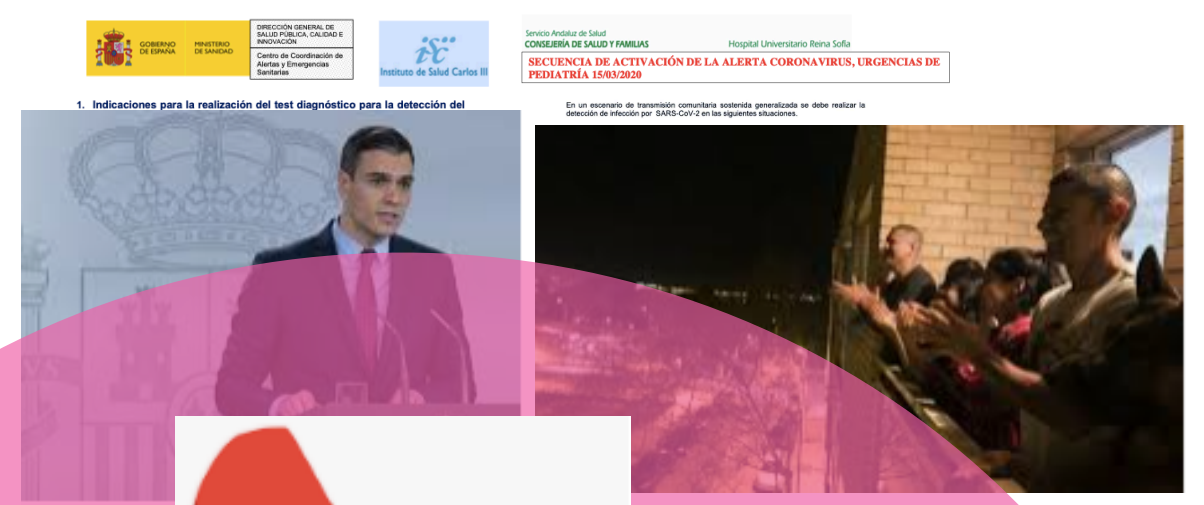 GOBIERNO
DE ESPAÑA
MINISTERIO
DE SANIDAD
DIRECCIÓN GENERAL DE
SALUD PÚBLICA, CALIDAD E
INNOVACIÓN
Centro de Coordinación de
Alertas y Emergencias
Sanitarias
isc
Instituto de Salud Carlos III
Servicio Andaluz de Salud
CONSEJERÍA DE SALUD Y FAMILIAS
Hospital Universitario Reina Sofía
SECUENCIA DE ACTIVACIÓN DE LA ALERTA CORONAVIRUS, URGENCIAS DE
PEDIATRÍA 15/03/2020
1. Indicaciones para la realización del test diagnóstico para la detección del
En un escenario de transmisión comunitaria sostenida generalizada se debe realizar la
detección de infección por SARS-CoV-2 en las siguientes situaciones.